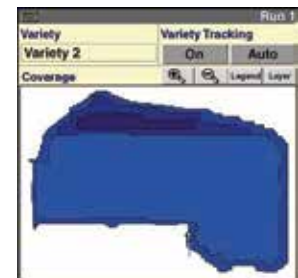 Run 1
Variety Variety Tracking
Variety 2 On Auto
Coverage Legend Layer